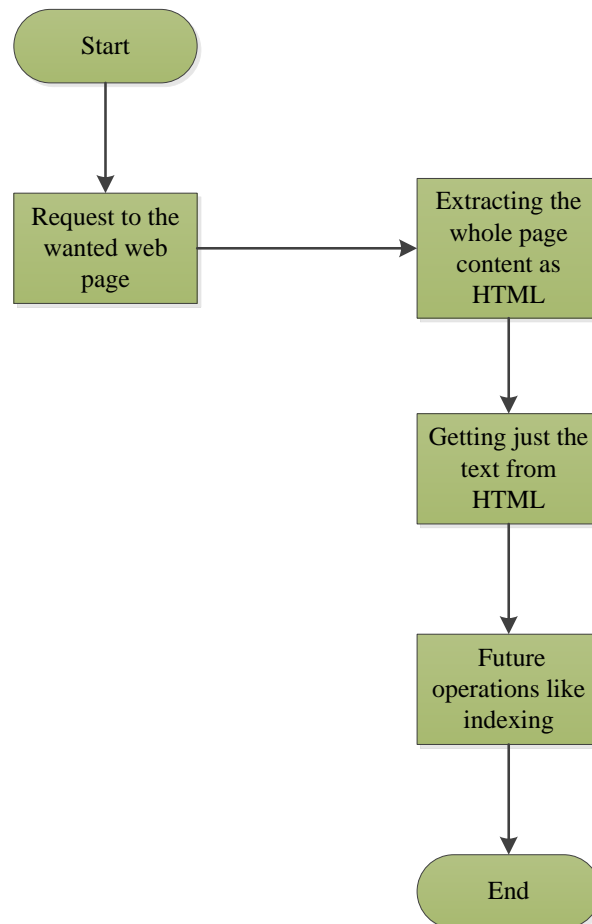 Start
Request to the
wanted web
page
Extracting the
whole page
content as
HTML
Getting just the
text from
HTML
Future
operations like
indexing
End